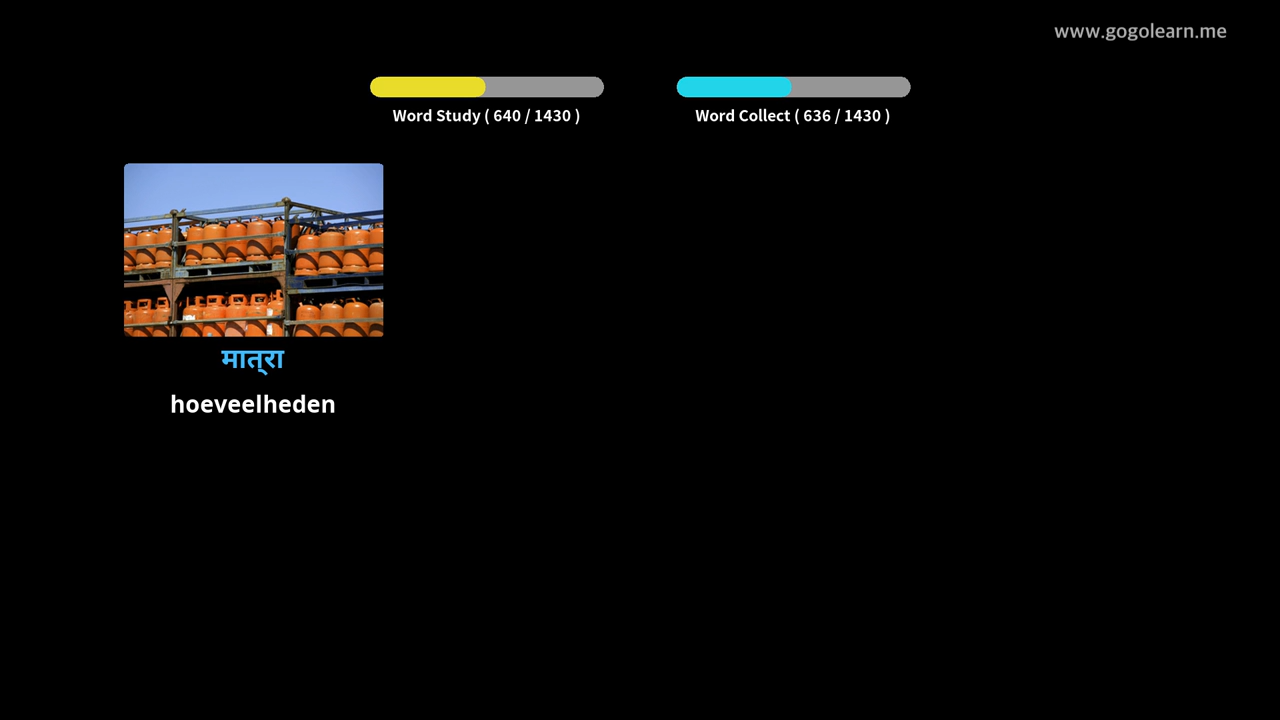 www.gogolearn.me
Word Study ( 640 / 1430 )
Word Collect ( 636 / 1430 )
मात्रा
hoeveelheden